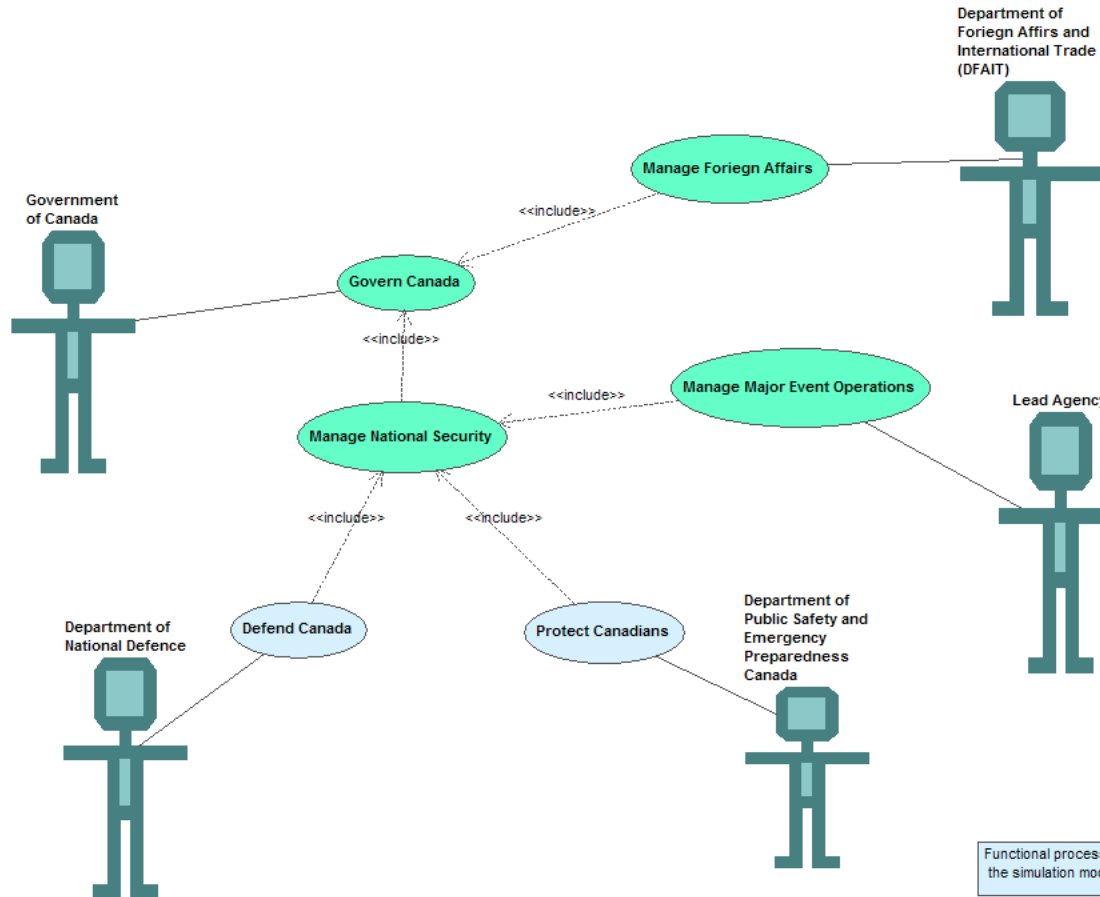 Department of
Foriegn Affirs and
International Trade
(DFAIT)
Manage Foriegn Affairs
<<include>>
Government
of Canada
Govern Canada
<<include>>
Manage Major Event Operations
<<include>>
Lead Agency
Manage National Security
<<include>>
<<include>>
Department of
National Defence
Defend Canada
Protect Canadians
Department of
Public Safety and
Emergency
Preparedness
Canada
Functional process
the simulation mod